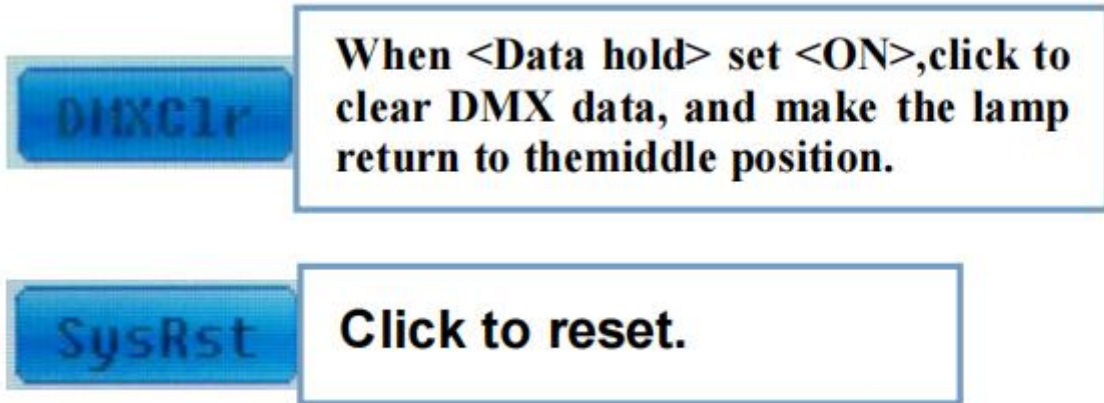 DMXClr
When <Data hold> set <ON>,click to
clear DMX data, and make the lamp
return to themiddle position.
SysRst
Click to reset.